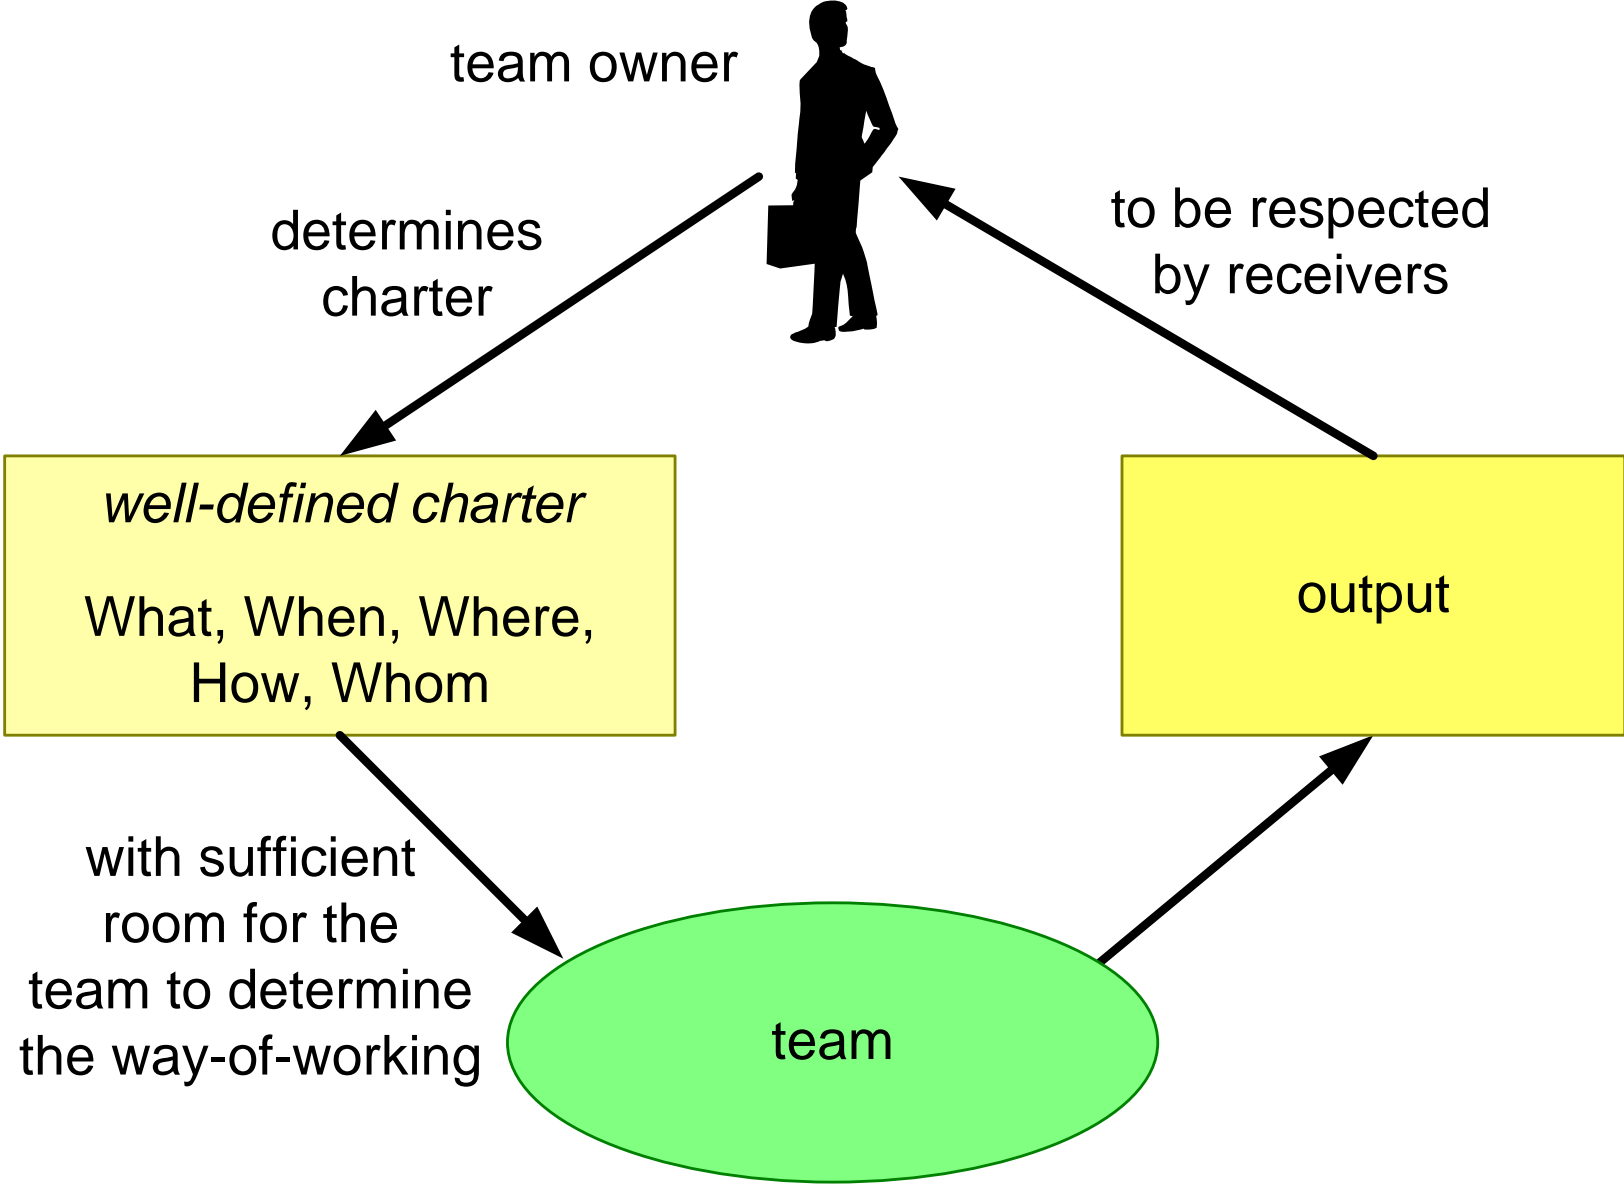 team owner
determines
charter
to be respected
by receivers
well-defined charter
What, When, Where,
How, Whom
output
with sufficient
room for the
team to determine
the way-of-working
team